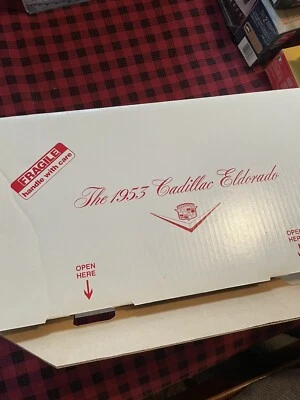 FRAGILE
handle with care
The 1953 Cadillac Eldorado
OPEN
HERE
OPEN
HERE